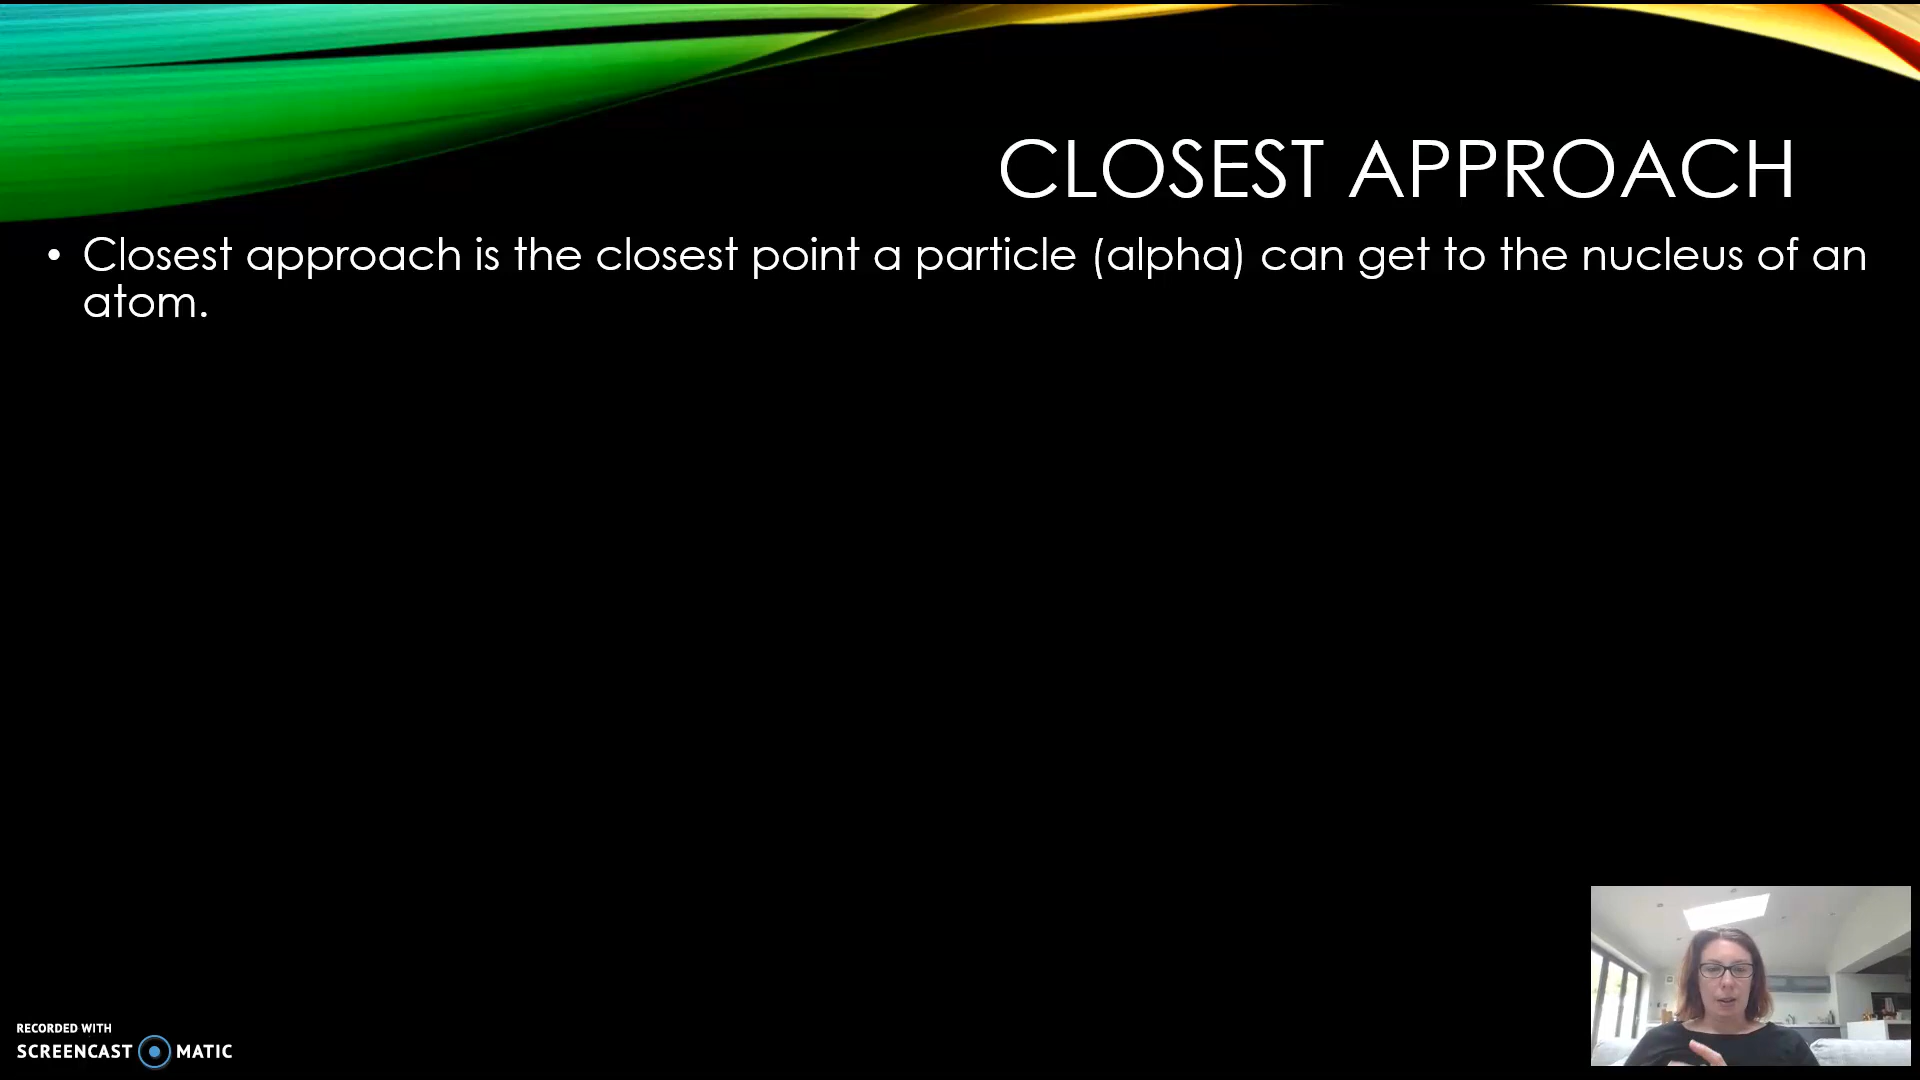 CLOSEST APPROACH
• Closest approach is the closest point a particle (alpha) can get to the nucleus of an
atom.
RECORDED WITH
SCREENCAST MATIC